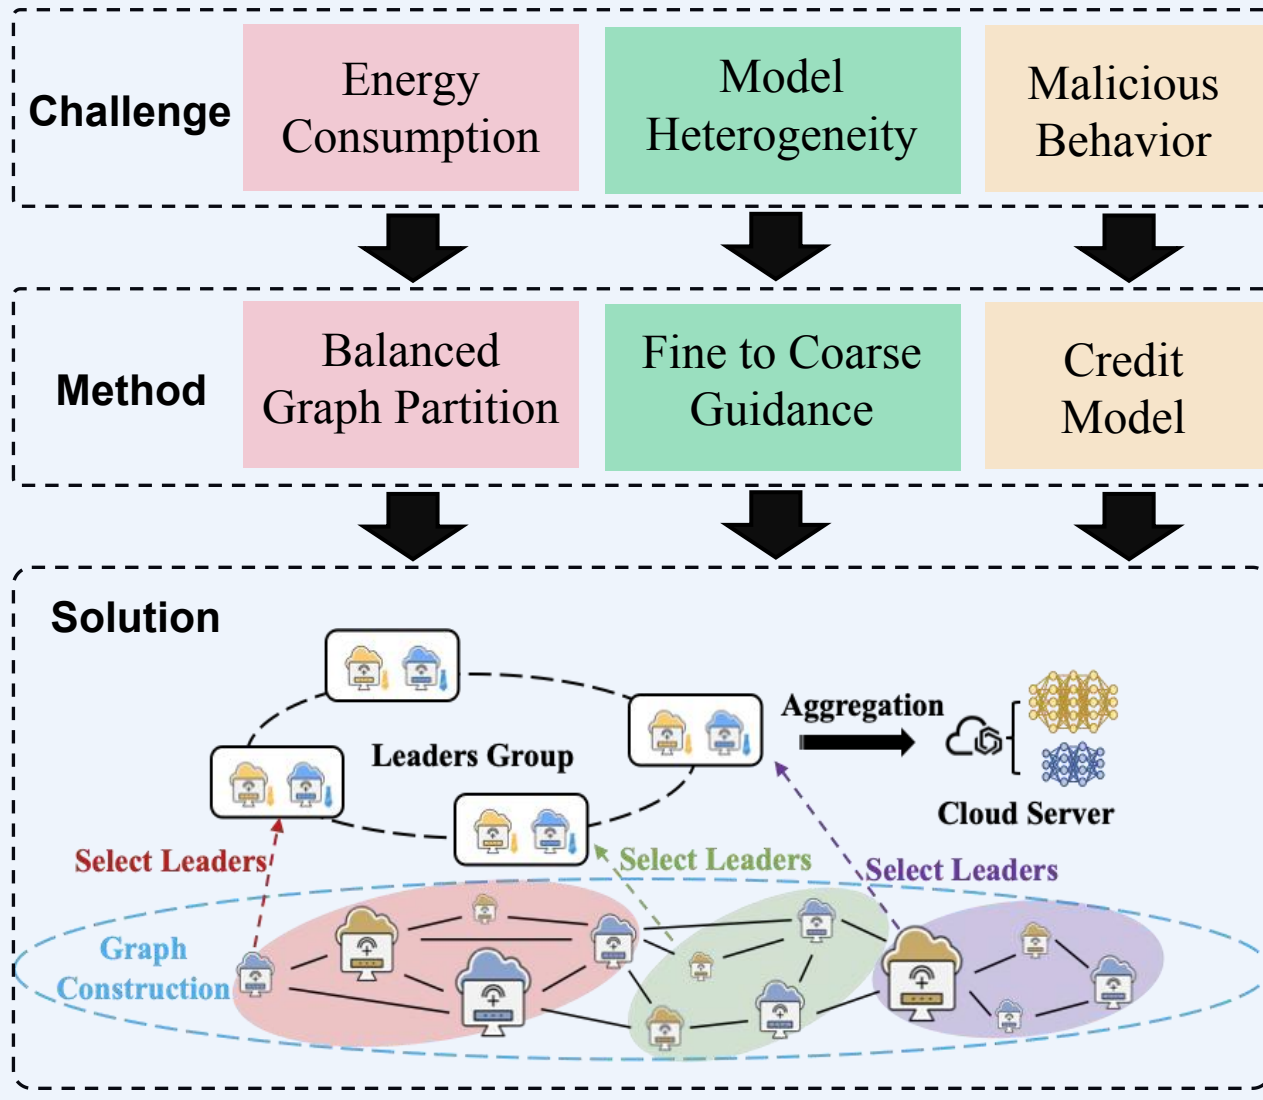 Challenge
Energy
Consumption
Model
Heterogeneity
Malicious
Behavior
Method
Balanced
Graph Partition
Fine to Coarse
Guidance
Credit
Model
Solution
Leaders Group
Aggregation
Cloud Server
Select Leaders
Select Leaders
Select Leaders
Graph
Construction